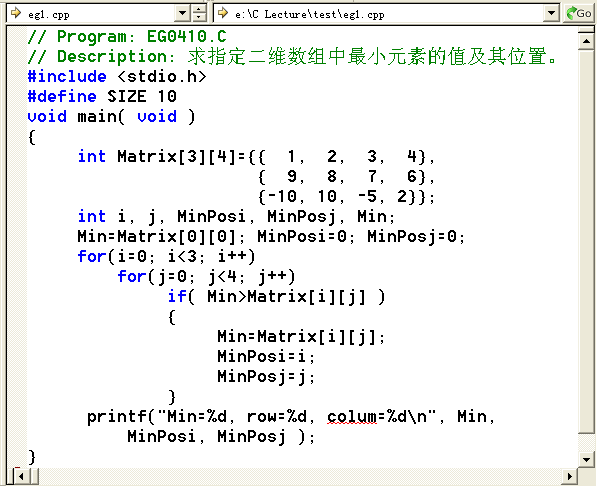 eg1.cpp e:\C Lecture\test\eg1.cpp Go
// Program: EG0410.C
// Description: 求指定二维数组中最小元素的值及其位置。
#include <stdio.h>
#define SIZE 10
void main( void )
{
int Matrix[3][4]={{ 1, 2, 3, 4},
{ 9, 8, 7, 6},
{-10, 10, -5, 2}};
int i, j, MinPosi, MinPosj, Min;
Min=Matrix[0][0]; MinPosi=0; MinPosj=0;
for(i=0; i<3; i++)
for(j=0; j<4; j++)
if( Min>Matrix[i][j] )
{
Min=Matrix[i][j];
MinPosi=i;
MinPosj=j;
}
printf("Min=%d, row=%d, colum=%d\n", Min,
MinPosi, MinPosj );
}